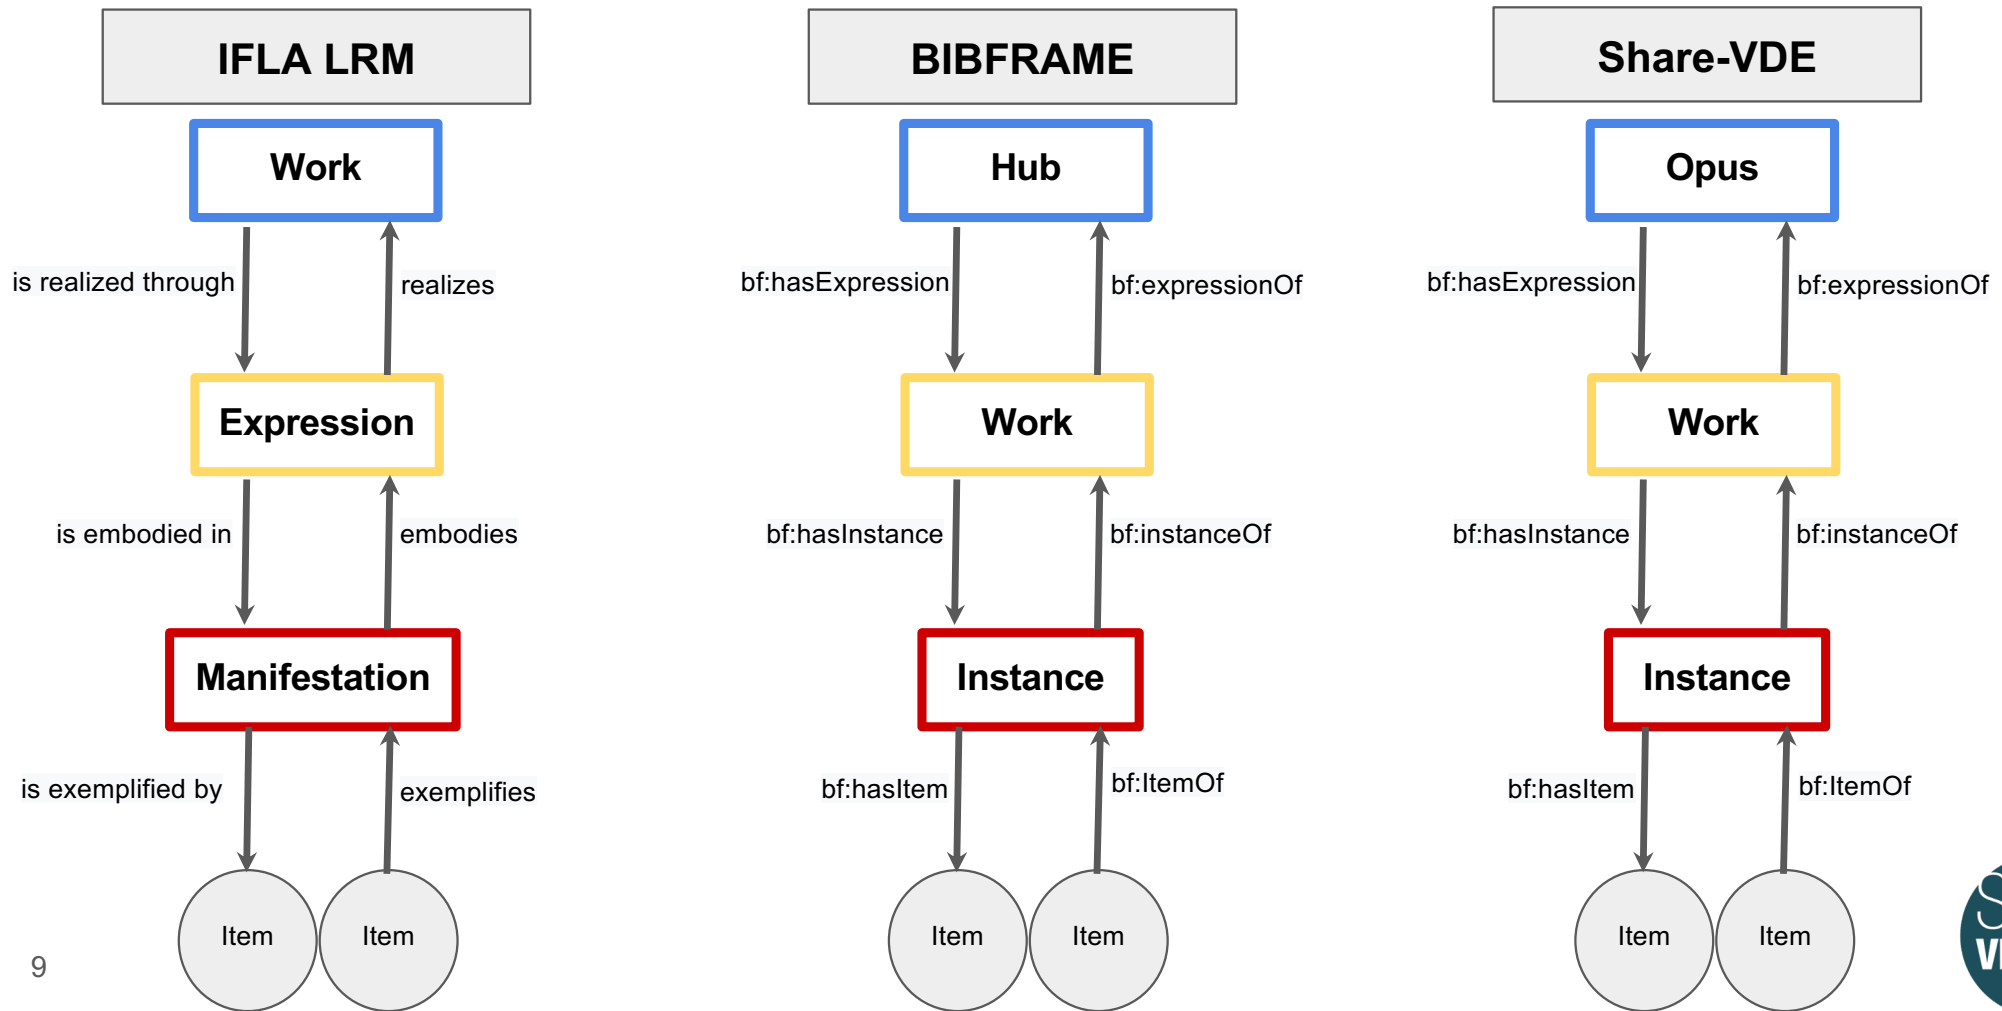 IFLA LRM
Work
is realized through
realizes
Expression
is embodied in
embodies
Manifestation
is exemplified by
exemplifies
Item
Item
BIBFRAME
Hub
bf:hasExpression
bf:expressionOf
Work
bf:hasInstance
bf:instanceOf
Instance
bf:hasItem
bf:ItemOf
Item
Item
Share-VDE
Opus
bf:hasExpression
bf:expressionOf
Work
bf:hasInstance
bf:instanceOf
Instance
bf:hasItem
bf:ItemOf
Item
Item
9